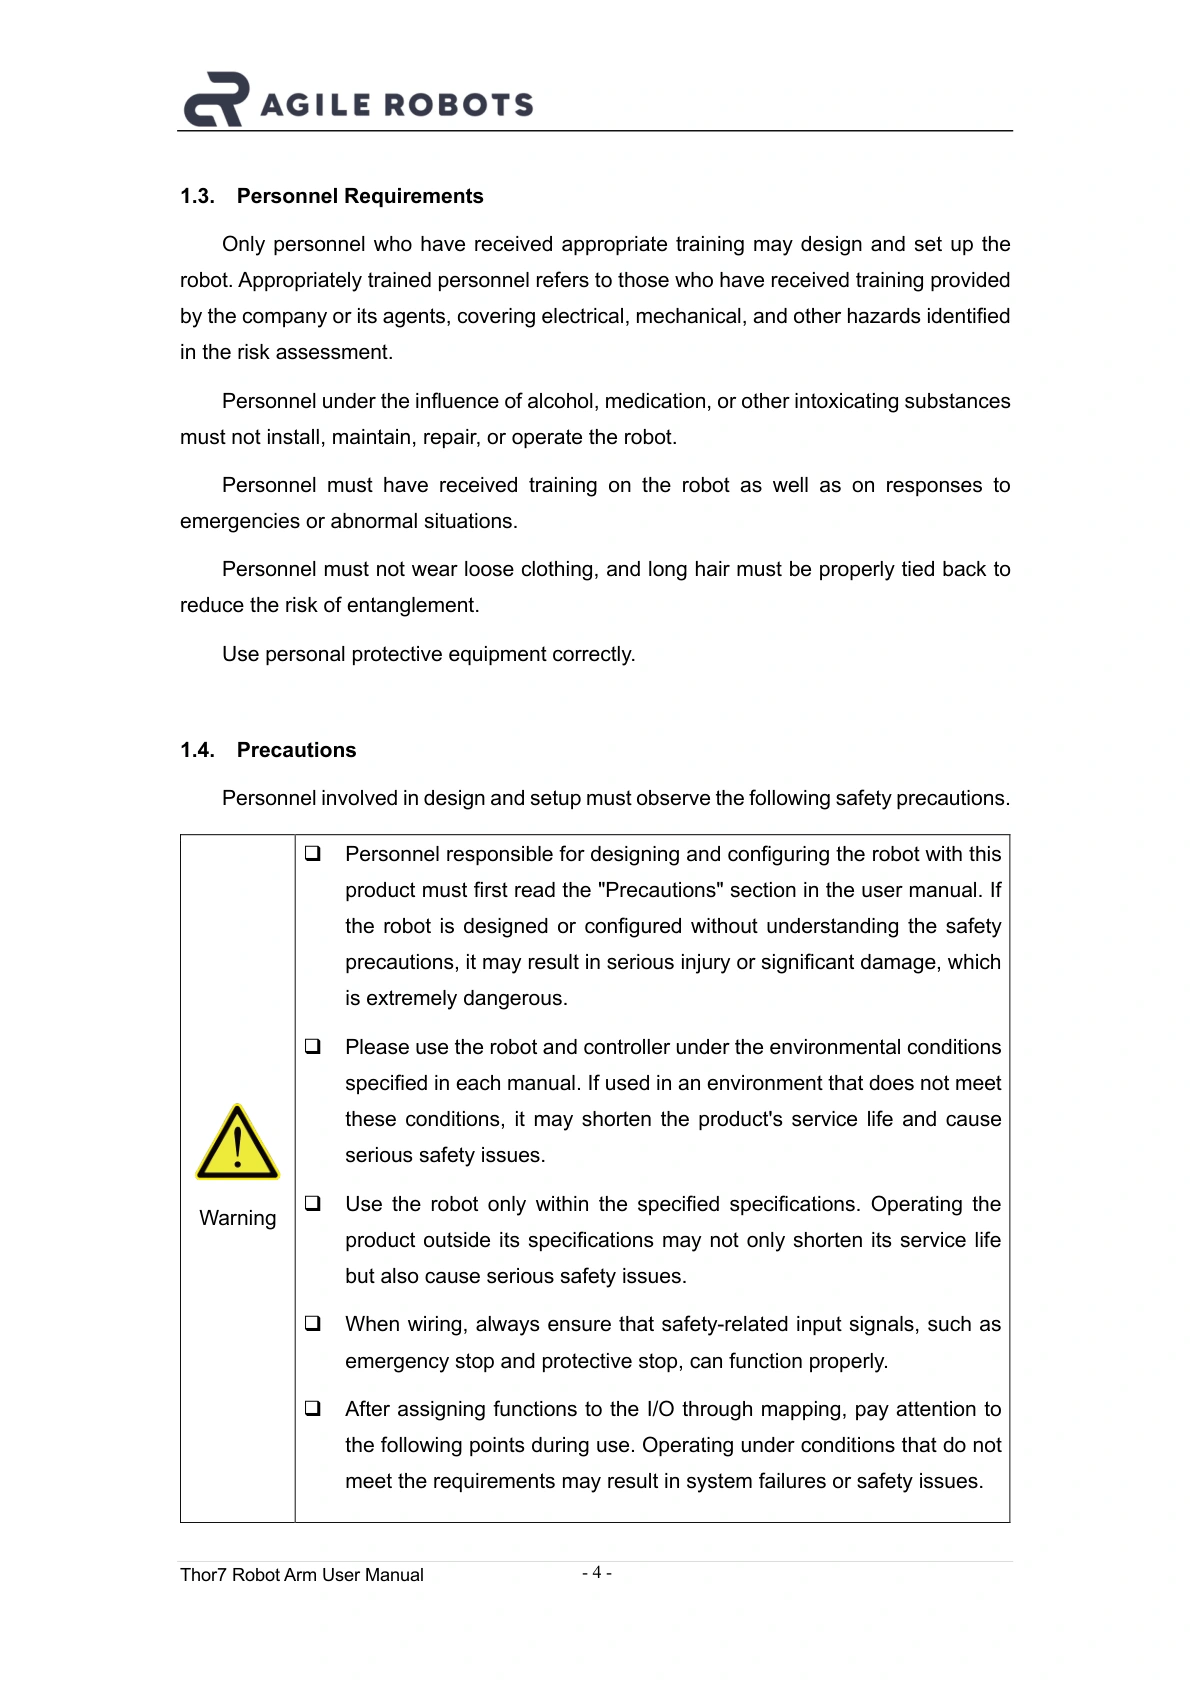 AGILE ROBOTS
1.3. Personnel Requirements
Only personnel who have received appropriate training may design and set up the
robot. Appropriately trained personnel refers to those who have received training provided
by the company or its agents, covering electrical, mechanical, and other hazards identified
in the risk assessment.
Personnel under the influence of alcohol, medication, or other intoxicating substances
must not install, maintain, repair, or operate the robot.
Personnel must have received training on the robot as well as on responses to
emergencies or abnormal situations.
Personnel must not wear loose clothing, and long hair must be properly tied back to
reduce the risk of entanglement.
Use personal protective equipment correctly.
1.4. Precautions
Personnel involved in design and setup must observe the following safety precautions.
Warning
❑ Personnel responsible for designing and configuring the robot with this
product must first read the "Precautions" section in the user manual. If
the robot is designed or configured without understanding the safety
precautions, it may result in serious injury or significant damage, which
is extremely dangerous.
❑ Please use the robot and controller under the environmental conditions
specified in each manual. If used in an environment that does not meet
these conditions, it may shorten the product's service life and cause
serious safety issues.
❑ Use the robot only within the specified specifications. Operating the
product outside its specifications may not only shorten its service life
but also cause serious safety issues.
❑ When wiring, always ensure that safety-related input signals, such as
emergency stop and protective stop, can function properly.
❑ After assigning functions to the I/O through mapping, pay attention to
the following points during use. Operating under conditions that do not
meet the requirements may result in system failures or safety issues.
Thor7 Robot Arm User Manual
- 4 -